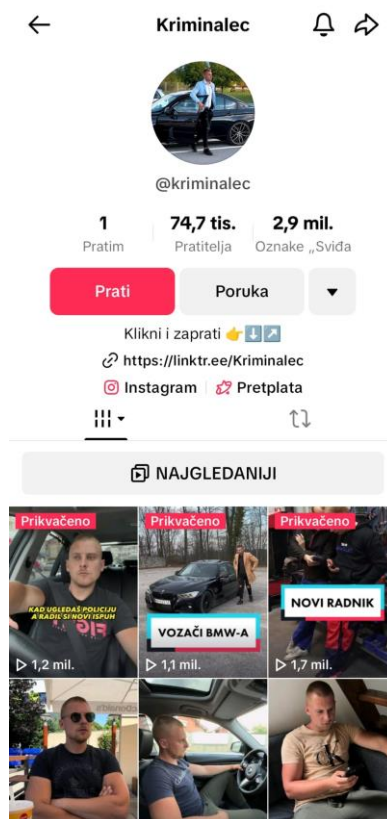 Kriminalec
@kriminalec
1 74,7 tis. 2,9 mil.
Pratim Pratitelja Oznake „Sviđa
Prati Poruka
Klikni i zaprati 👉⬇️↗️
https://linktr.ee/Kriminalec
Instagram Pretplata
NAJGLEDANIJI
Prikvačeno
KAD UGLEDAŠ POLICIJU
A RADIL SI NOVI ISPUH
1,2 mil.
Prikvačeno
VOZAČI BMW-A
1,1 mil.
Prikvačeno
NOVI RADNIK
1,7 mil.